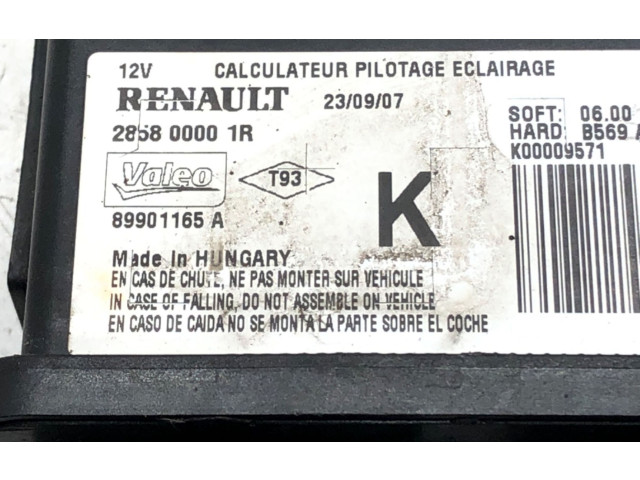 12V CALCULATEUR PILOTAGE ECLAIRAGE
RENAULT 23/09/07
2858 0000 1R
SOFT: 06.00
HARD: B569
K00009571
Valeo
T93
K
89901165 A
Made In HUNGARY
EN CAS DE CHUTE, NE PAS MONTER SUR VEHICULE
IN CASE OF FALLING, DO NOT ASSEMBLE ON VEHICLE
EN CASO DE CAIDA NO SE MONTA LA PARTE SOBRE EL COCHE